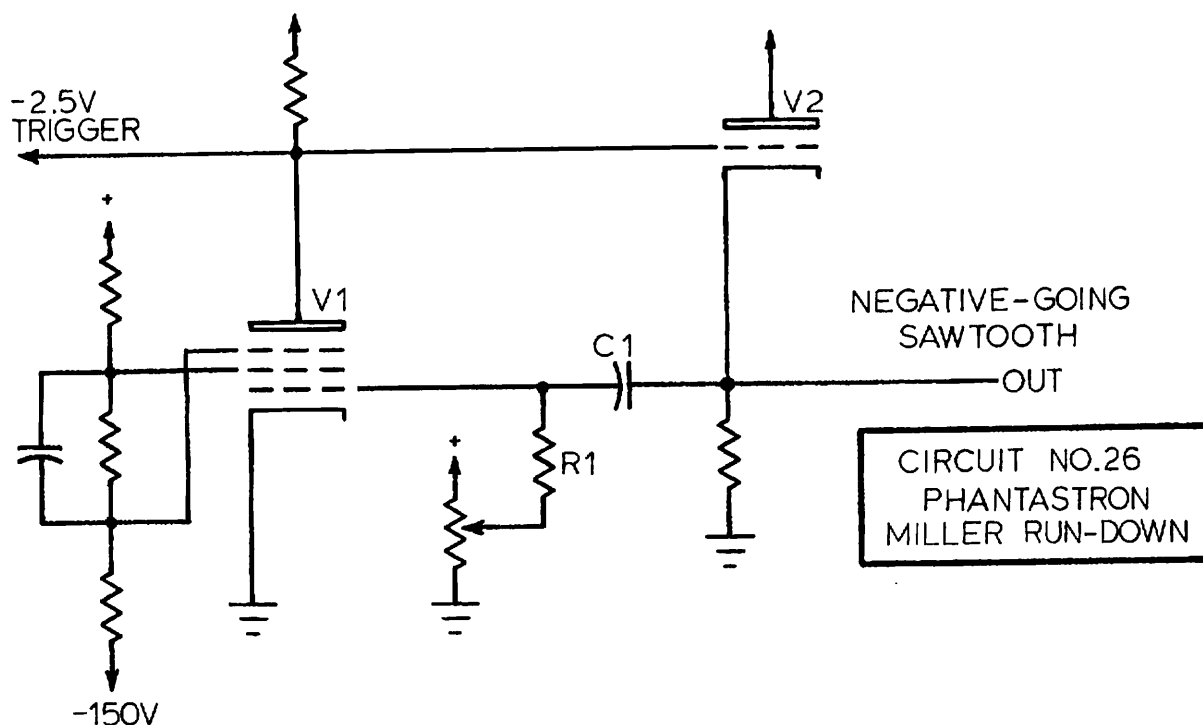 -2.5V
TRIGGER
V2
+
V1
C1
NEGATIVE-GOING
SAWTOOTH
OUT
+
R1
CIRCUIT NO.26
PHANTASTRON
MILLER RUN-DOWN
-150V